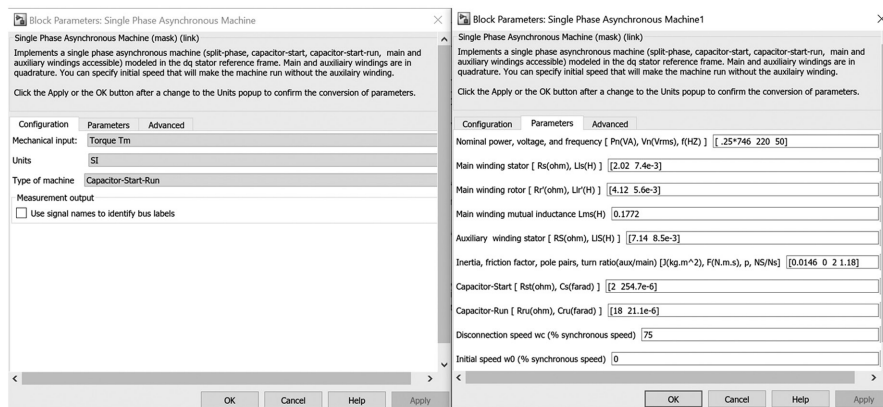 Block Parameters: Single Phase Asynchronous Machine
Single Phase Asynchronous Machine (mask) (link)
Implements a single phase asynchronous machine (split-phase, capacitor-start, capacitor-start-run, main and
auxiliary windings accessible) modeled in the dq stator reference frame. Main and auxiliairy windings are in
quadrature. You can specify initial speed that will make the machine run without the auxilairy winding.
Click the Apply or the OK button after a change to the Units popup to confirm the conversion of parameters.
Configuration Parameters Advanced
Mechanical input: Torque Tm
Units SI
Type of machine Capacitor-Start-Run
Measurement output
Use signal names to identify bus labels
OK Cancel Help Apply
Block Parameters: Single Phase Asynchronous Machine1
Single Phase Asynchronous Machine (mask) (link)
Implements a single phase asynchronous machine (split-phase, capacitor-start, capacitor-start-run, main and
auxiliary windings accessible) modeled in the dq stator reference frame. Main and auxiliairy windings are in
quadrature. You can specify initial speed that will make the machine run without the auxilairy winding.
Click the Apply or the OK button after a change to the Units popup to confirm the conversion of parameters.
Configuration Parameters Advanced
Nominal power, voltage, and frequency [ Pn(VA), Vn(Vrms), f(HZ) ] [ .25*746 220 50]
Main winding stator [ Rs(ohm), Lls(H) ] [2.02 7.4e-3]
Main winding rotor [ Rr'(ohm), Llr'(H) ] [4.12 5.6e-3]
Main winding mutual inductance Lms(H) 0.1772
Auxiliary winding stator [ RS(ohm), LlS(H) ] [7.14 8.5e-3]
Inertia, friction factor, pole pairs, turn ratio(aux/main) [J(kg.m^2), F(N.m.s), p, NS/Ns] [0.0146 0 2 1.18]
Capacitor-Start [ Rst(ohm), Cs(farad) ] [2 254.7e-6]
Capacitor-Run [ Rru(ohm), Cru(farad) ] [18 21.1e-6]
Disconnection speed wc (% synchronous speed) 75
Initial speed w0 (% synchronous speed) 0
OK Cancel Help Apply